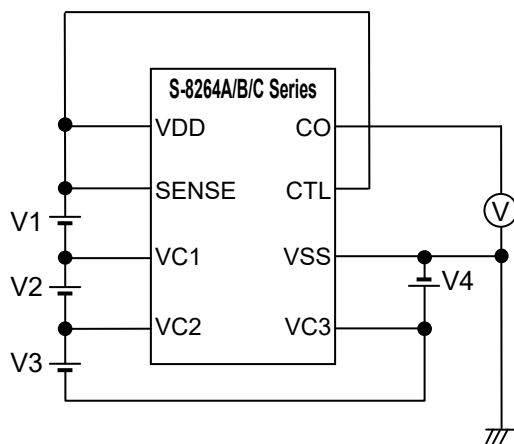 S-8264A/B/C Series
VDD CO
SENSE CTL
V1
VC1 VSS
V2 V4
VC2 VC3
V3
V